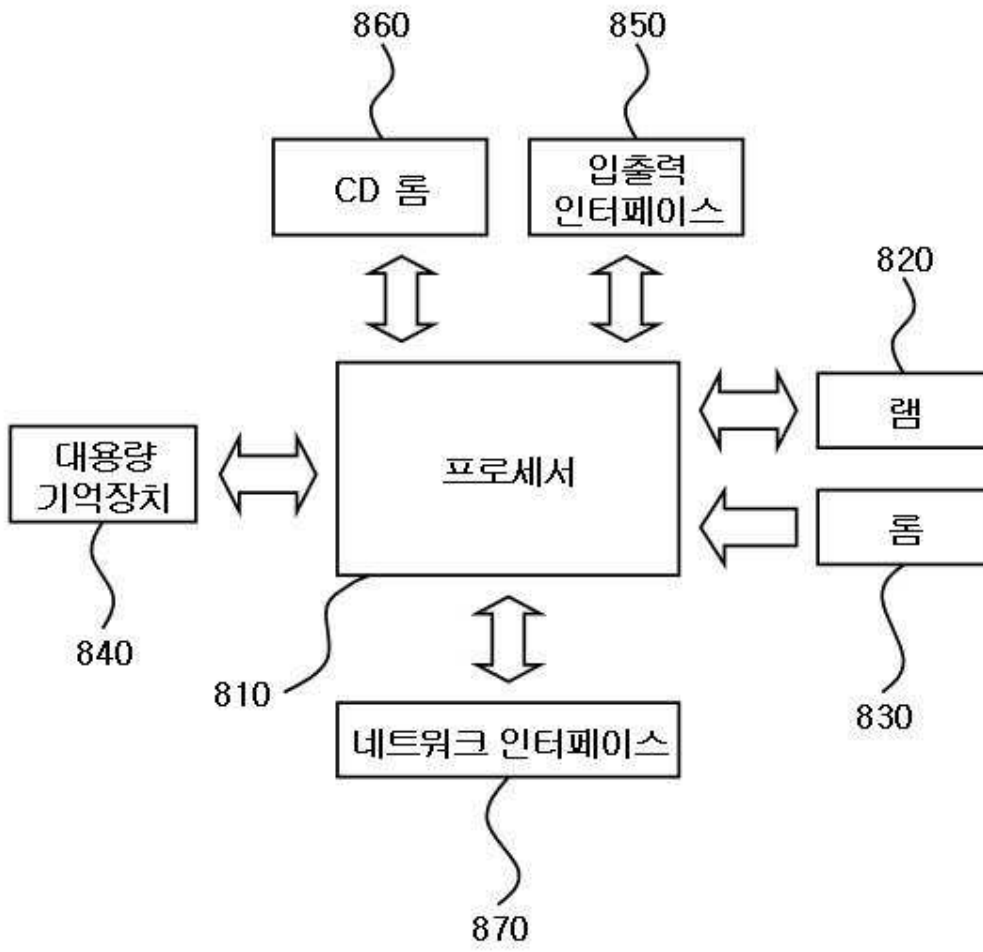 860
850
CD 롬
입출력
인터페이스
820
램
대용량
기억장치
프로세서
롬
840
810
830
네트워크 인터페이스
870